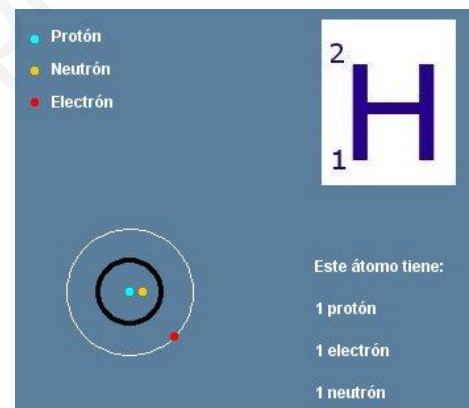 Protón
Neutrón
Electrón
2
H
1
Este átomo tiene:
1 protón
1 electrón
1 neutrón